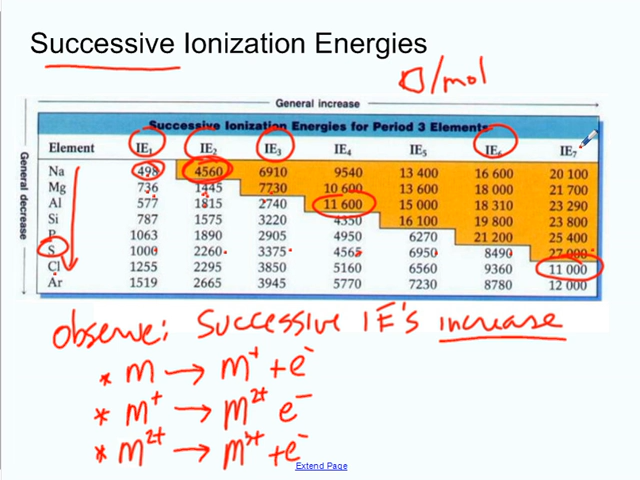 Successive Ionization Energies
/mol
General increase
Successive Ionization Energies for Period 3 Elements
Element IE1 IE2 IE3 IE4 IE5 IE6 IE7
General decrease
Na 498 4560 6910 9540 13 400 16 600 20 100
Mg 736 1445 7730 10 600 13 600 18 000 21 700
Al 577 1815 2740 11 600 15 000 18 310 23 290
Si 787 1575 3220 4350 16 100 19 800 23 800
P 1063 1890 2905 4950 6270 21 200 25 400
S 1000 2260 3375 4565 6950 8490 27 000
Cl 1255 2295 3850 5160 6560 9360 11 000
Ar 1519 2665 3945 5770 7230 8780 12 000
observe: successive IE's increase
* m → m+ + e-
* m+ → m2+ e-
* m2+ → m3+ + e-
Extend Page